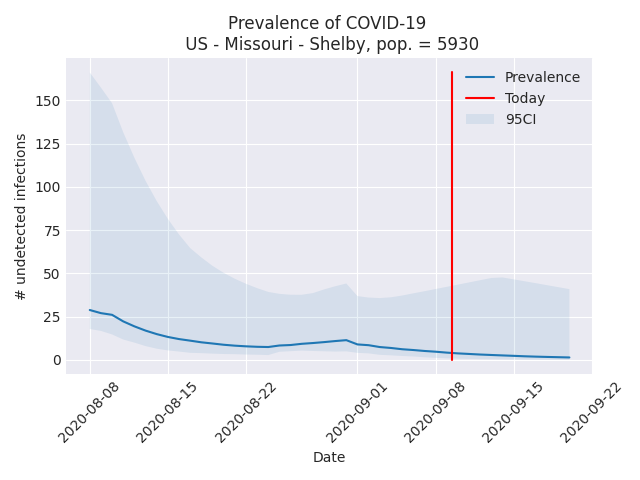 Prevalence of COVID-19
US - Missouri - Shelby, pop. = 5930
Prevalence
Today
95CI
150
125
100
75
50
25
0
# undetected infections
2020-08-08
2020-08-15
2020-08-22
2020-09-01
2020-09-08
2020-09-15
2020-09-22
Date